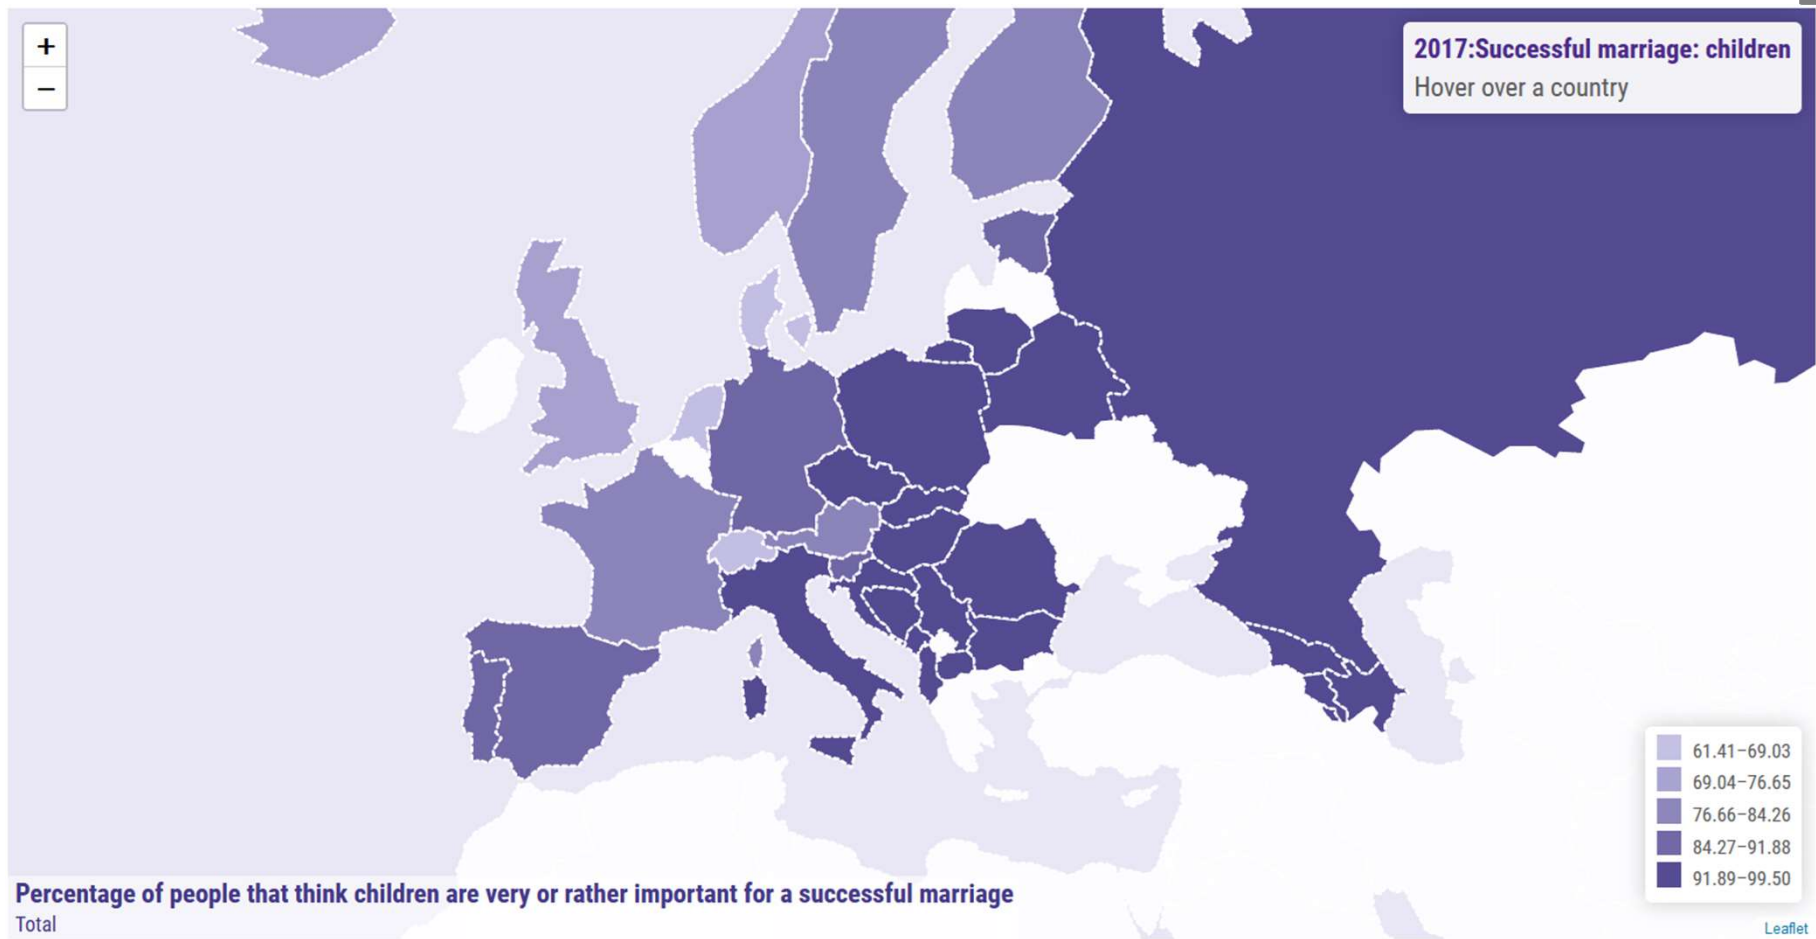 +
−
2017:Successful marriage: children
Hover over a country
61.41–69.03
69.04–76.65
76.66–84.26
84.27–91.88
91.89–99.50
Percentage of people that think children are very or rather important for a successful marriage
Total
Leaflet